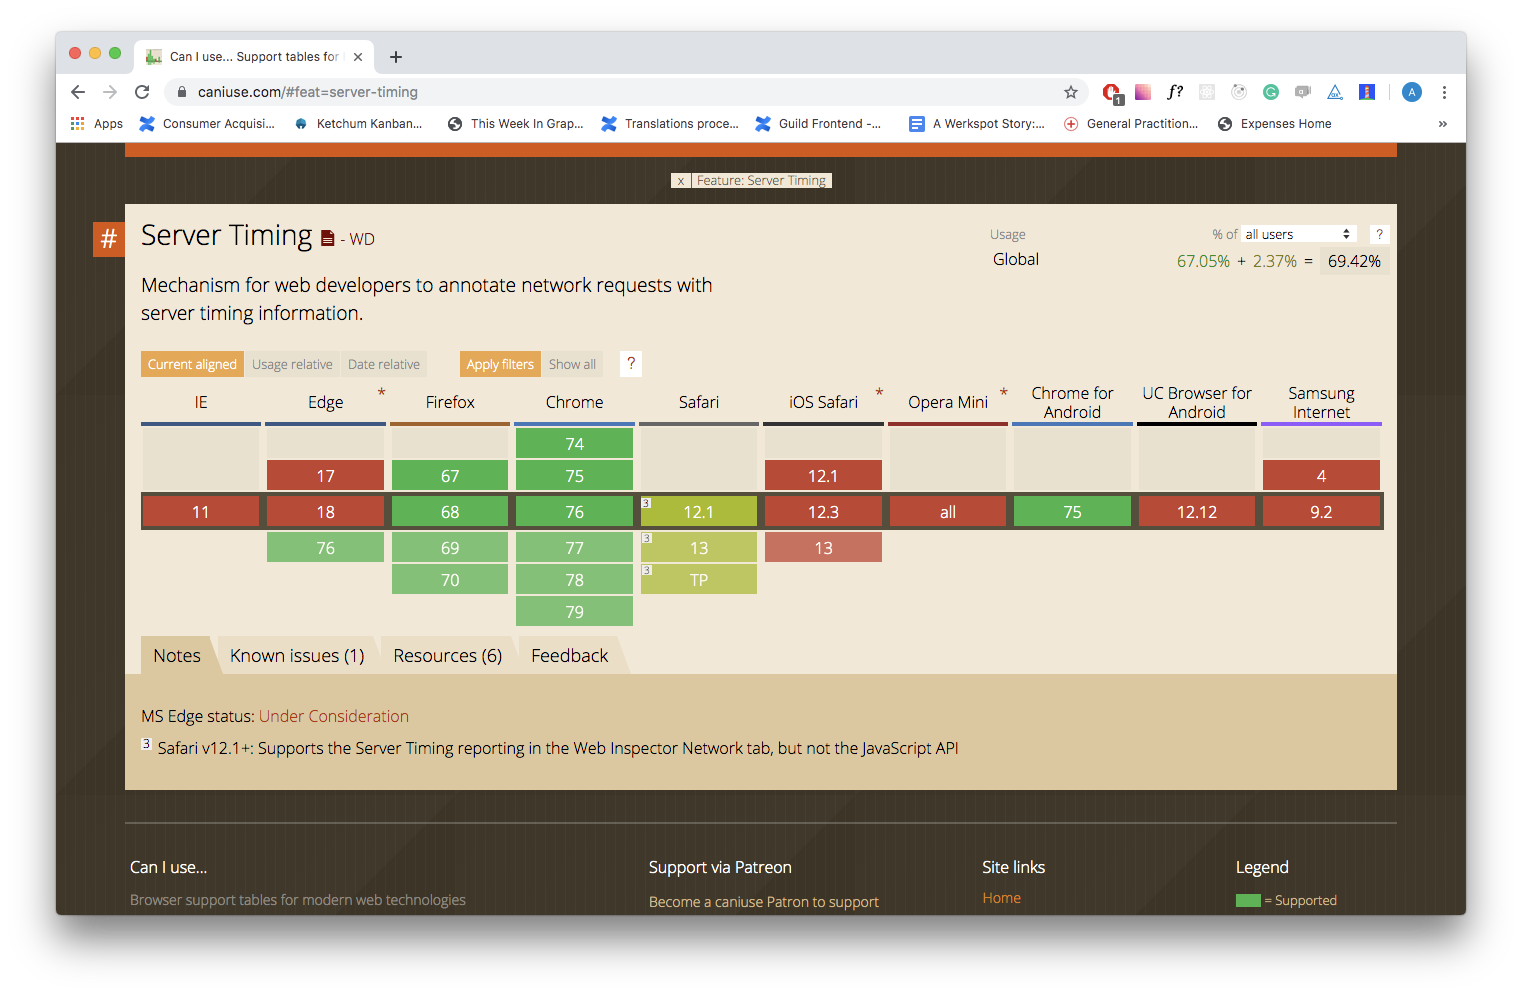 Can I use... Support tables for
caniuse.com/#feat=server-timing
1
f?
A
Apps
Consumer Acquisi...
Ketchum Kanban...
This Week In Grap...
Translations proce...
Guild Frontend -...
A Werkspot Story:...
General Practition...
Expenses Home
»
x Feature: Server Timing
#
Server Timing - WD
Usage
% of all users ?
Global
67.05% + 2.37% = 69.42%
Mechanism for web developers to annotate network requests with
server timing information.
Current aligned Usage relative Date relative Apply filters Show all ?
IE Edge * Firefox Chrome Safari iOS Safari * Opera Mini * Chrome for Android UC Browser for Android Samsung Internet
74
17 67 75 12.1 4
11 18 68 76 3 12.1 12.3 all 75 12.12 9.2
76 69 77 3 13 13
70 78 3 TP
79
Notes Known issues (1) Resources (6) Feedback
MS Edge status: Under Consideration
3 Safari v12.1+: Supports the Server Timing reporting in the Web Inspector Network tab, but not the JavaScript API
Can I use...
Browser support tables for modern web technologies
Support via Patreon
Become a caniuse Patron to support
Site links
Home
Legend
= Supported